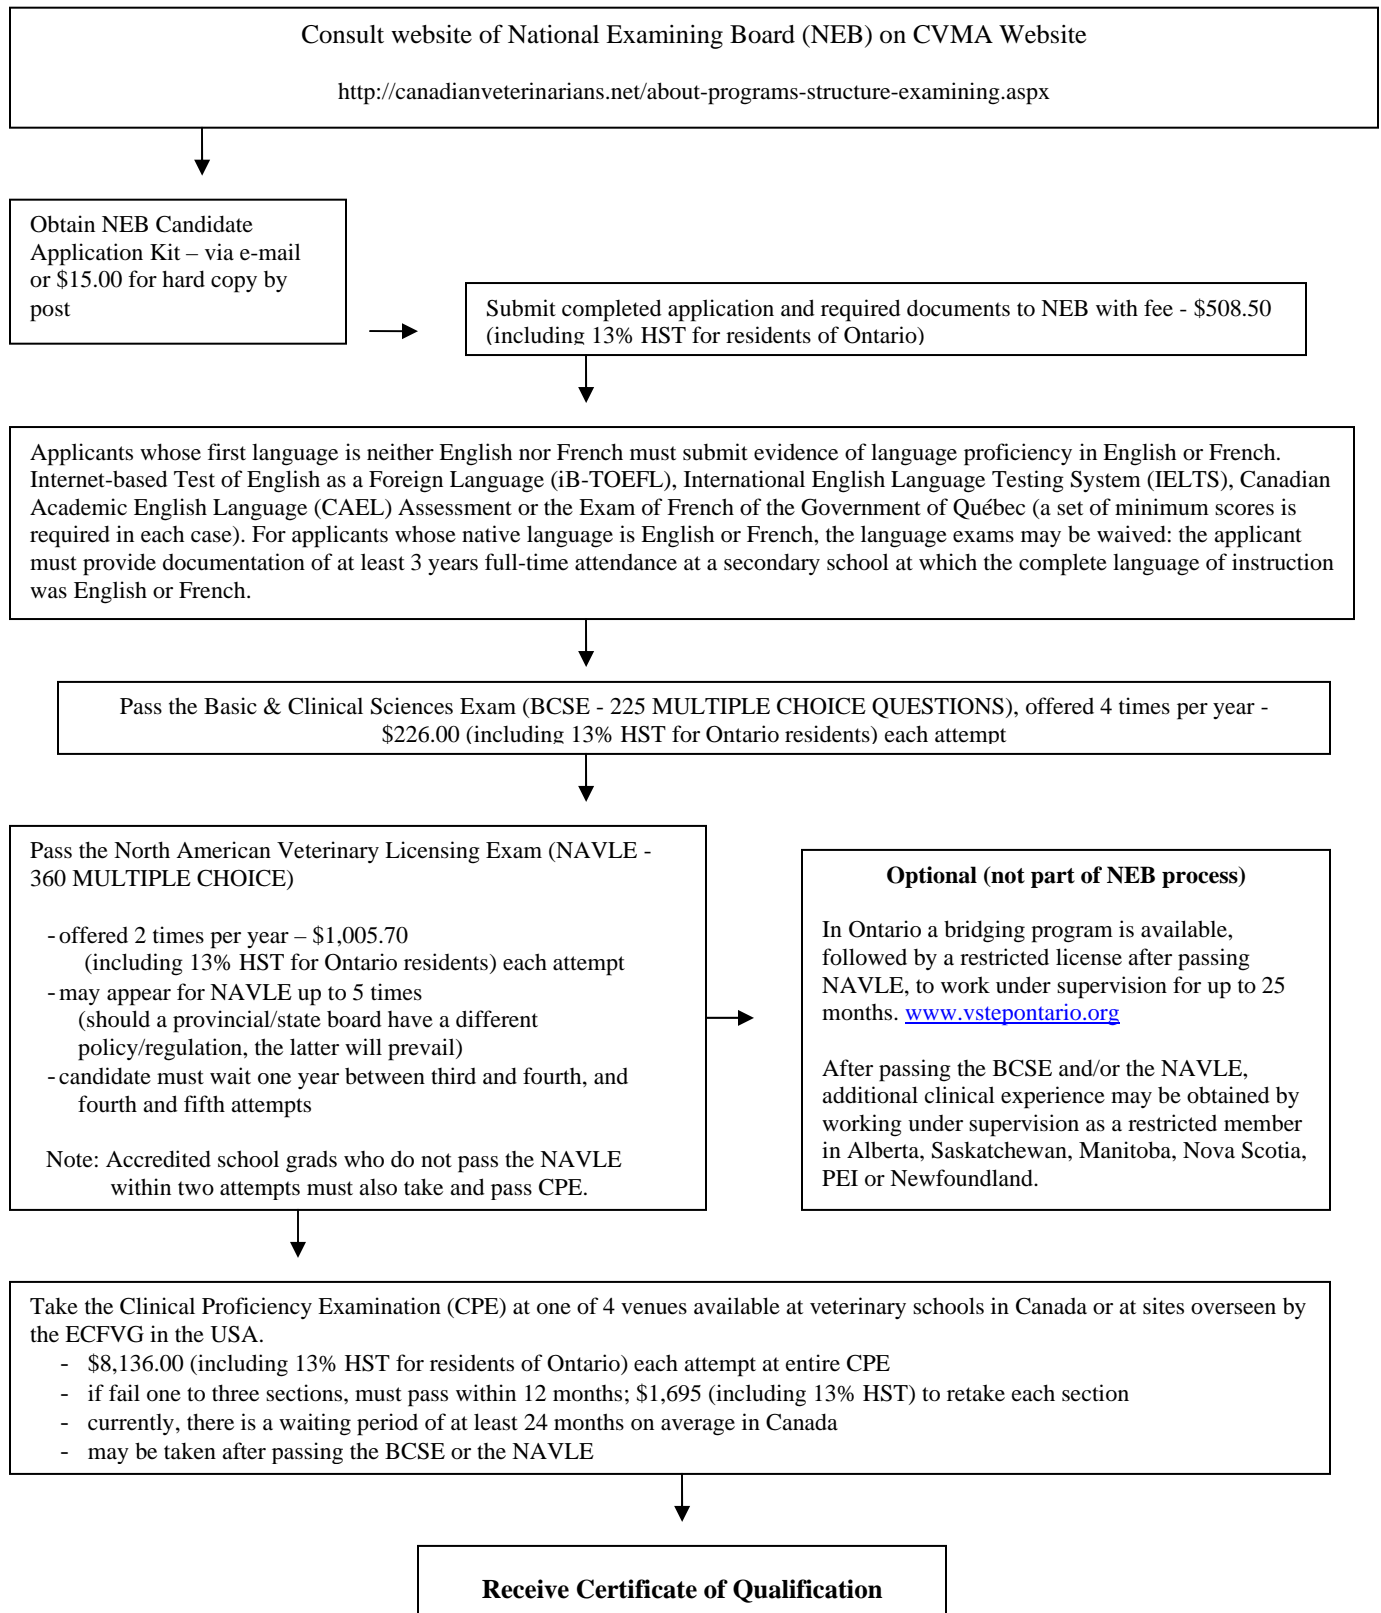 Consult website of National Examining Board (NEB) on CVMA Website
http://canadianveterinarians.net/about-programs-structure-examining.aspx
Obtain NEB Candidate
Application Kit – via e-mail
or $15.00 for hard copy by
post
Submit completed application and required documents to NEB with fee - $508.50
(including 13% HST for residents of Ontario)
Applicants whose first language is neither English nor French must submit evidence of language proficiency in English or French.
Internet-based Test of English as a Foreign Language (iB-TOEFL), International English Language Testing System (IELTS), Canadian
Academic English Language (CAEL) Assessment or the Exam of French of the Government of Québec (a set of minimum scores is
required in each case). For applicants whose native language is English or French, the language exams may be waived: the applicant
must provide documentation of at least 3 years full-time attendance at a secondary school at which the complete language of instruction
was English or French.
Pass the Basic & Clinical Sciences Exam (BCSE - 225 MULTIPLE CHOICE QUESTIONS), offered 4 times per year -
$226.00 (including 13% HST for Ontario residents) each attempt
Pass the North American Veterinary Licensing Exam (NAVLE -
360 MULTIPLE CHOICE)
- offered 2 times per year – $1,005.70
(including 13% HST for Ontario residents) each attempt
- may appear for NAVLE up to 5 times
(should a provincial/state board have a different
policy/regulation, the latter will prevail)
- candidate must wait one year between third and fourth, and
fourth and fifth attempts
Note: Accredited school grads who do not pass the NAVLE
within two attempts must also take and pass CPE.
Optional (not part of NEB process)
In Ontario a bridging program is available,
followed by a restricted license after passing
NAVLE, to work under supervision for up to 25
months. www.vstepontario.org
After passing the BCSE and/or the NAVLE,
additional clinical experience may be obtained by
working under supervision as a restricted member
in Alberta, Saskatchewan, Manitoba, Nova Scotia,
PEI or Newfoundland.
Take the Clinical Proficiency Examination (CPE) at one of 4 venues available at veterinary schools in Canada or at sites overseen by
the ECFVG in the USA.
- $8,136.00 (including 13% HST for residents of Ontario) each attempt at entire CPE
- if fail one to three sections, must pass within 12 months; $1,695 (including 13% HST) to retake each section
- currently, there is a waiting period of at least 24 months on average in Canada
- may be taken after passing the BCSE or the NAVLE
Receive Certificate of Qualification